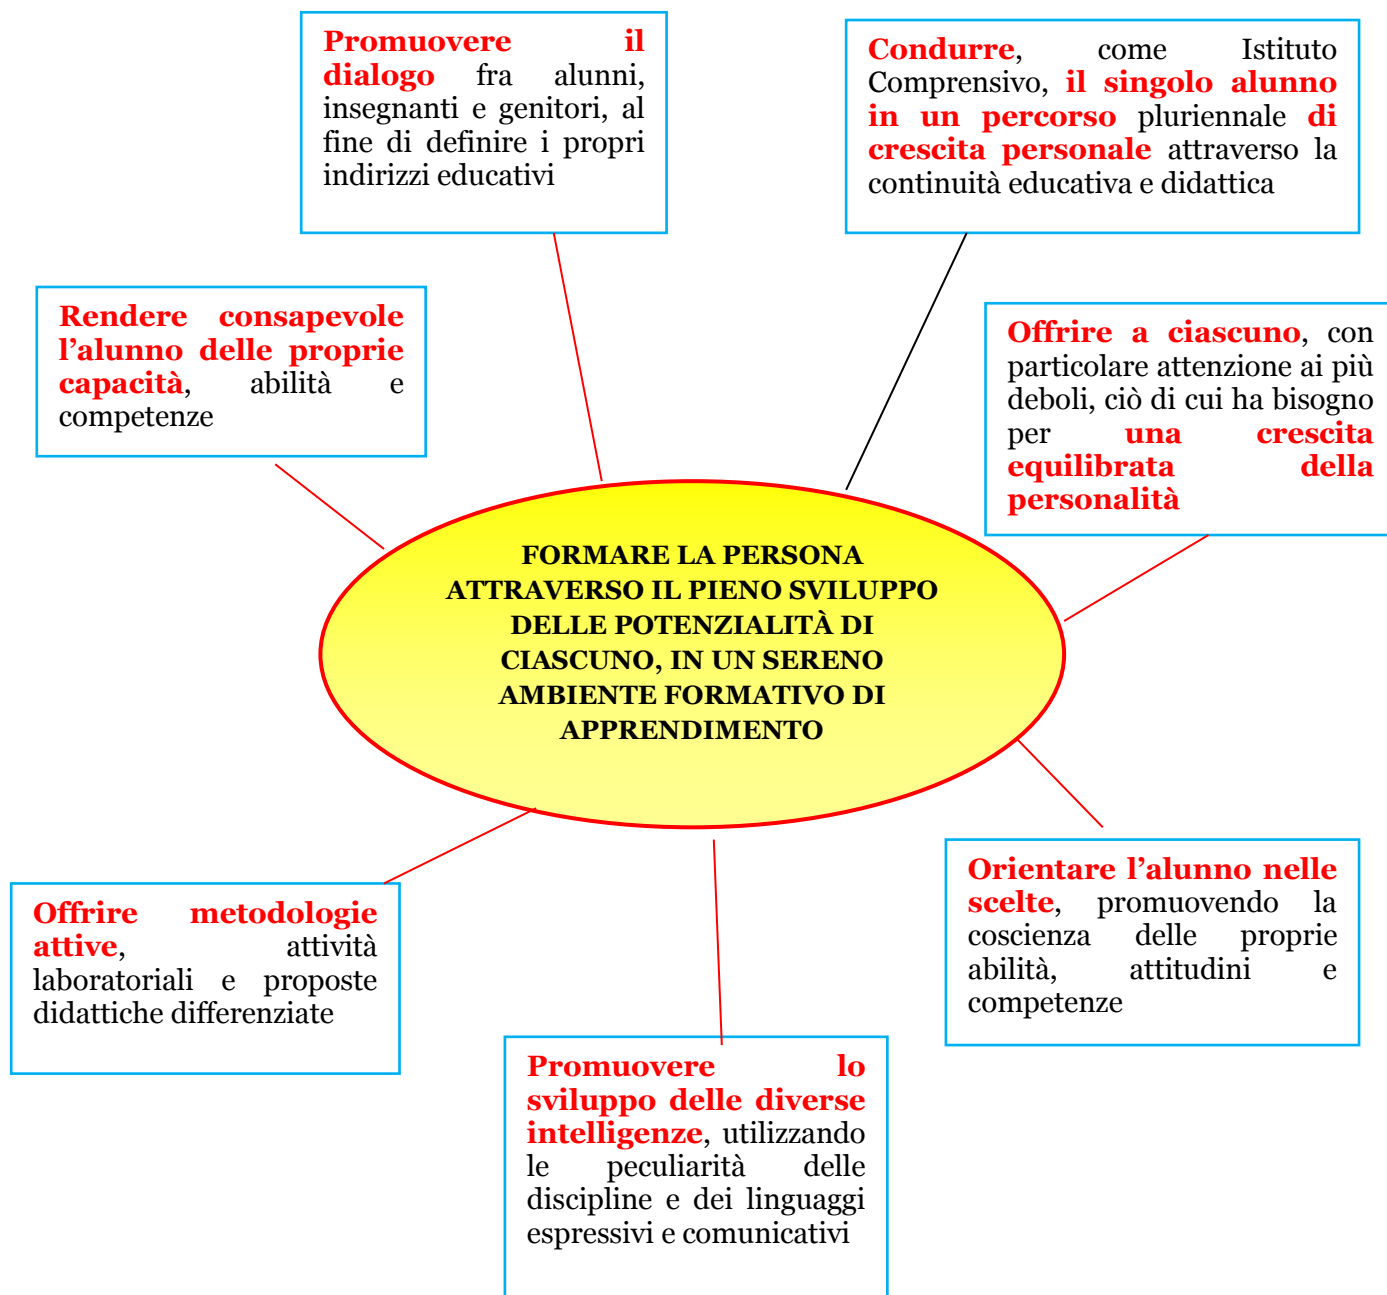 Promuovere il
dialogo fra alunni,
insegnanti e genitori, al
fine di definire i propri
indirizzi educativi
Condurre, come Istituto
Comprensivo, il singolo alunno
in un percorso pluriennale di
crescita personale attraverso la
continuità educativa e didattica
Rendere consapevole
l’alunno delle proprie
capacità, abilità e
competenze
Offrire a ciascuno, con
particolare attenzione ai più
deboli, ciò di cui ha bisogno
per una crescita
equilibrata della
personalità
FORMARE LA PERSONA
ATTRAVERSO IL PIENO SVILUPPO
DELLE POTENZIALITÀ DI
CIASCUNO, IN UN SERENO
AMBIENTE FORMATIVO DI
APPRENDIMENTO
Offrire metodologie
attive, attività
laboratoriali e proposte
didattiche differenziate
Orientare l’alunno nelle
scelte, promuovendo la
coscienza delle proprie
abilità, attitudini e
competenze
Promuovere lo
sviluppo delle diverse
intelligenze, utilizzando
le peculiarità delle
discipline e dei linguaggi
espressivi e comunicativi